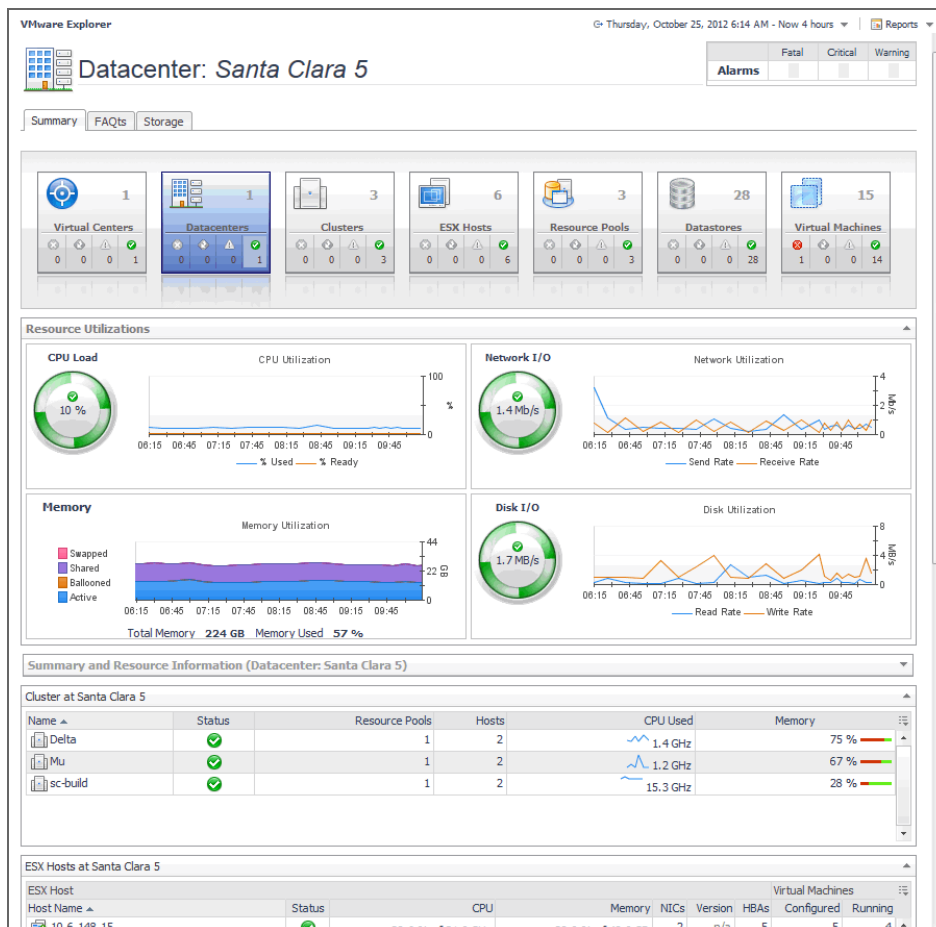 VMware Explorer
Thursday, October 25, 2012 6:14 AM - Now 4 hours
Reports
Datacenter: Santa Clara 5
Fatal Critical Warning
Alarms
Summary FAQts Storage
1 1 3 6 3 28 15
Virtual Centers Datacenters Clusters ESX Hosts Resource Pools Datastores Virtual Machines
0 0 0 1 0 0 0 1 0 0 0 3 0 0 0 6 0 0 0 3 0 0 0 28 1 0 0 14
Resource Utilizations
CPU Load
CPU Utilization
100
%
0
10 %
06:15 06:45 07:15 07:45 08:15 08:45 09:15 09:45
% Used % Ready
Network I/O
Network Utilization
4
2
0
Mb/s
1.4 Mb/s
06:15 06:45 07:15 07:45 08:15 08:45 09:15 09:45
Send Rate Receive Rate
Memory
Memory Utilization
44
22
0
GB
Swapped
Shared
Ballooned
Active
06:15 06:45 07:15 07:45 08:15 08:45 09:15 09:45
Total Memory 224 GB Memory Used 57 %
Disk I/O
Disk Utilization
8
4
0
MB/s
1.7 MB/s
06:15 06:45 07:15 07:45 08:15 08:45 09:15 09:45
Read Rate Write Rate
Summary and Resource Information (Datacenter: Santa Clara 5)
Cluster at Santa Clara 5
Name Status Resource Pools Hosts CPU Used Memory
Delta 1 2 1.4 GHz 75 %
Mu 1 2 1.2 GHz 67 %
sc-build 1 2 15.3 GHz 28 %
ESX Hosts at Santa Clara 5
ESX Host Virtual Machines
Host Name Status CPU Memory NICs Version HBAs Configured Running
10.6.148.15 2 n/a 5 5 4